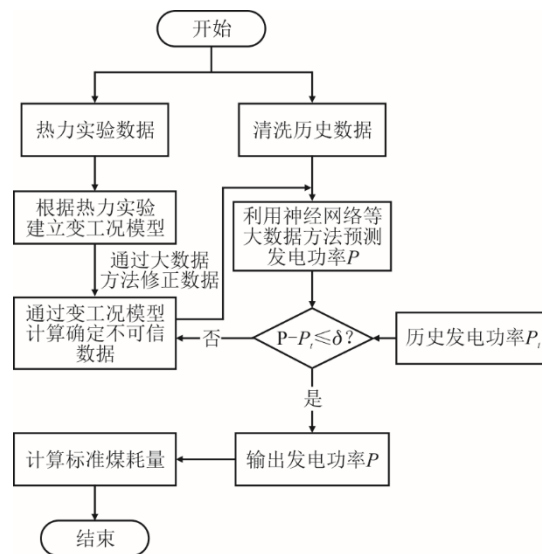 开始
热力实验数据
清洗历史数据
根据热力实验
建立变工况模型
利用神经网络等
大数据方法预测
发电功率P
通过大数据
方法修正数据
通过变工况模型
计算确定不可信
数据
否
P-Pt≤δ?
历史发电功率Pt
是
计算标准煤耗量
输出发电功率P
结束